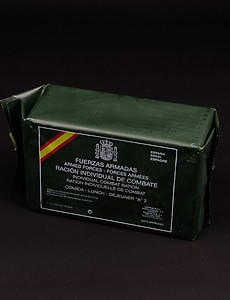 ESPAÑA
SPAIN
ESPAGNE
FUERZAS ARMADAS
ARMED FORCES - FORCES ARMÉES
RACIÓN INDIVIDUAL DE COMBATE
INDIVIDUAL COMBAT RATION
RATION INDIVIDUELLE DE COMBAT
COMIDA - LUNCH - DEJEUNER "A" 2